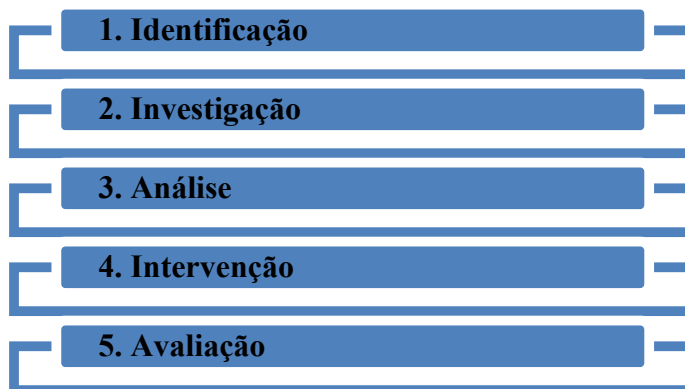 1. Identificação
2. Investigação
3. Análise
4. Intervenção
5. Avaliação